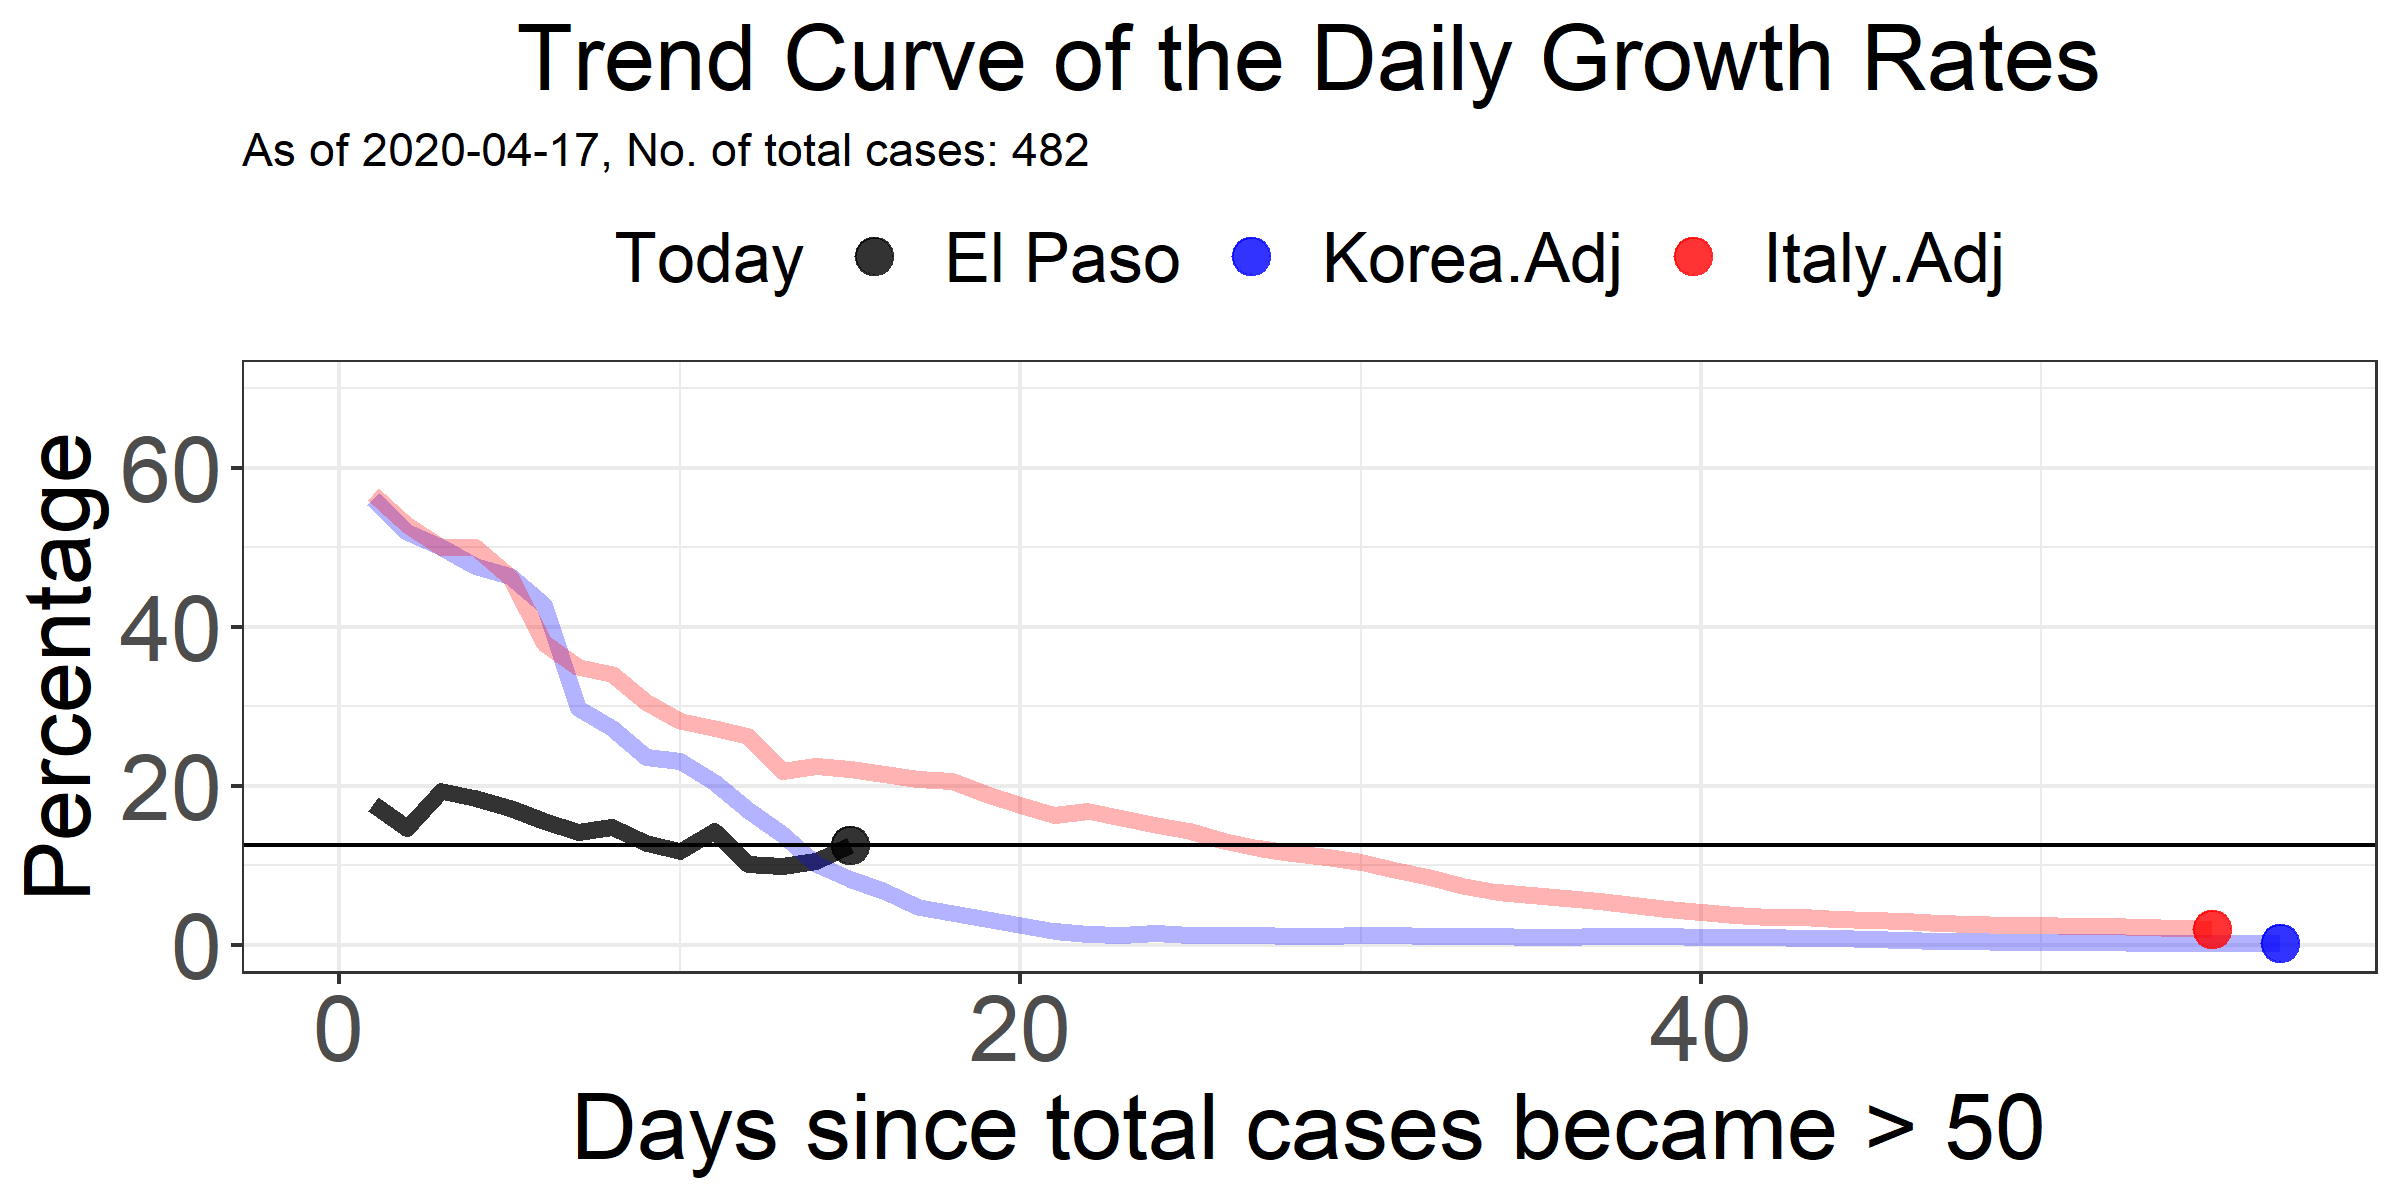 Trend Curve of the Daily Growth Rates
As of 2020-04-17, No. of total cases: 482
Today El Paso Korea.Adj Italy.Adj
Percentage
60
40
20
0
0 20 40
Days since total cases became > 50